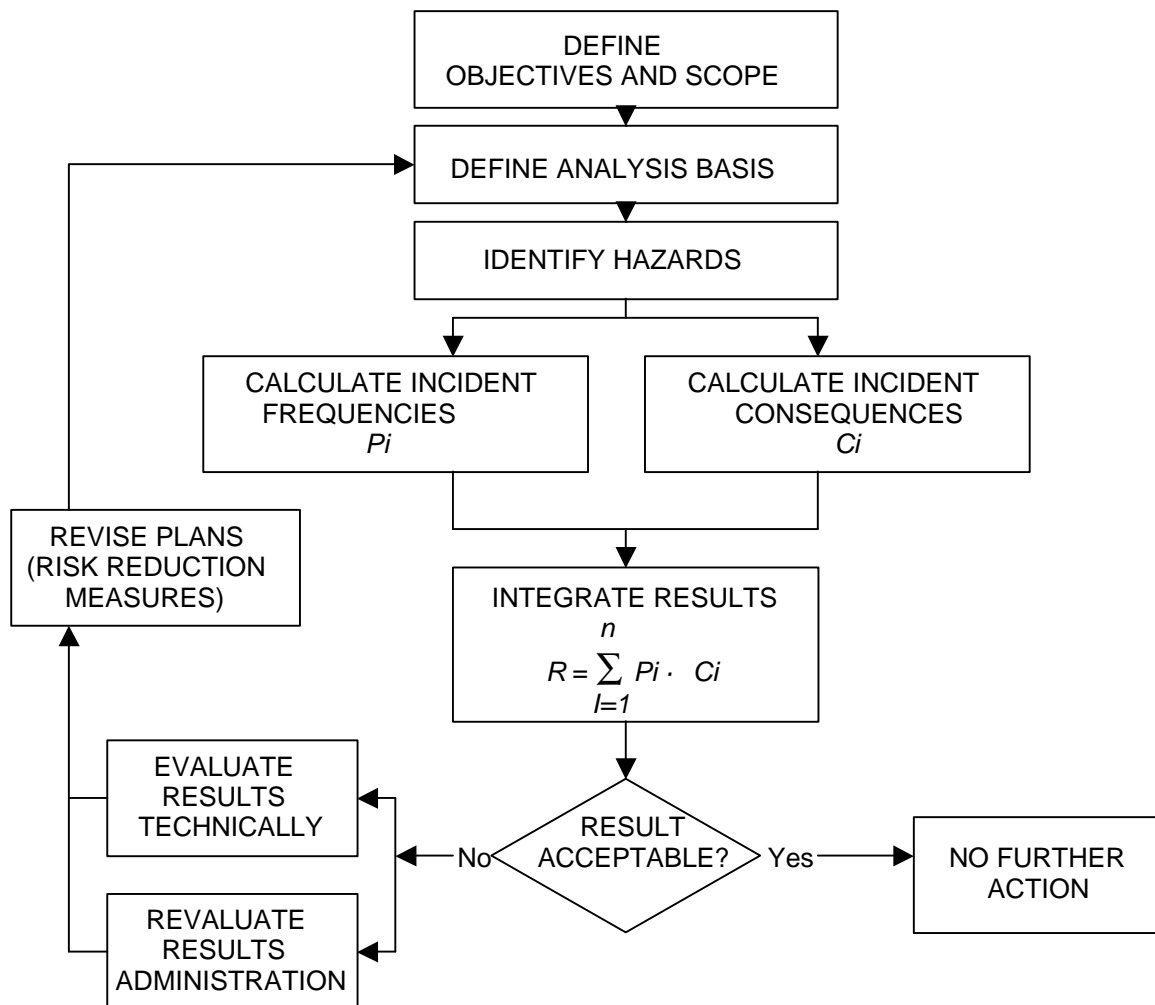 DEFINE
OBJECTIVES AND SCOPE
DEFINE ANALYSIS BASIS
IDENTIFY HAZARDS
CALCULATE INCIDENT
FREQUENCIES
Pi
CALCULATE INCIDENT
CONSEQUENCES
Ci
REVISE PLANS
(RISK REDUCTION
MEASURES)
INTEGRATE RESULTS
n
R = ∑ Pi · Ci
I=1
EVALUATE
RESULTS
TECHNICALLY
RESULT
ACCEPTABLE?
No
Yes
NO FURTHER
ACTION
REVALUATE
RESULTS
ADMINISTRATION